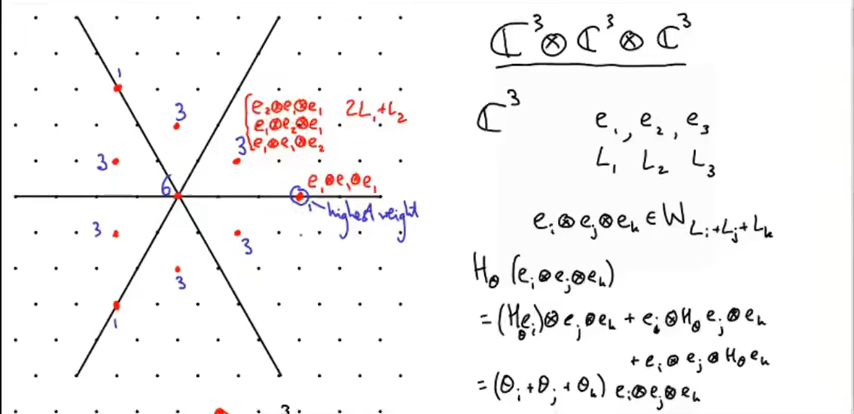 1
3
3
e₂⊗e₁⊗e₁
e₁⊗e₂⊗e₁
e₁⊗e₁⊗e₂
2L₁+L₂
3
6
e₁⊗e₁⊗e₁
1
highest weight
3
3
3
1
3
ℂ³⊗ℂ³⊗ℂ³
ℂ³
e₁, e₂, e₃
L₁ L₂ L₃
eᵢ⊗eⱼ⊗eₖ ∈ W_{Lᵢ+Lⱼ+Lₖ}
H_θ (eᵢ⊗eⱼ⊗eₖ)
= (H_θ eᵢ)⊗eⱼ⊗eₖ + eᵢ⊗H_θ eⱼ⊗eₖ
+ eᵢ⊗eⱼ⊗H_θ eₖ
= (θᵢ+θⱼ+θₖ) eᵢ⊗eⱼ⊗eₖ